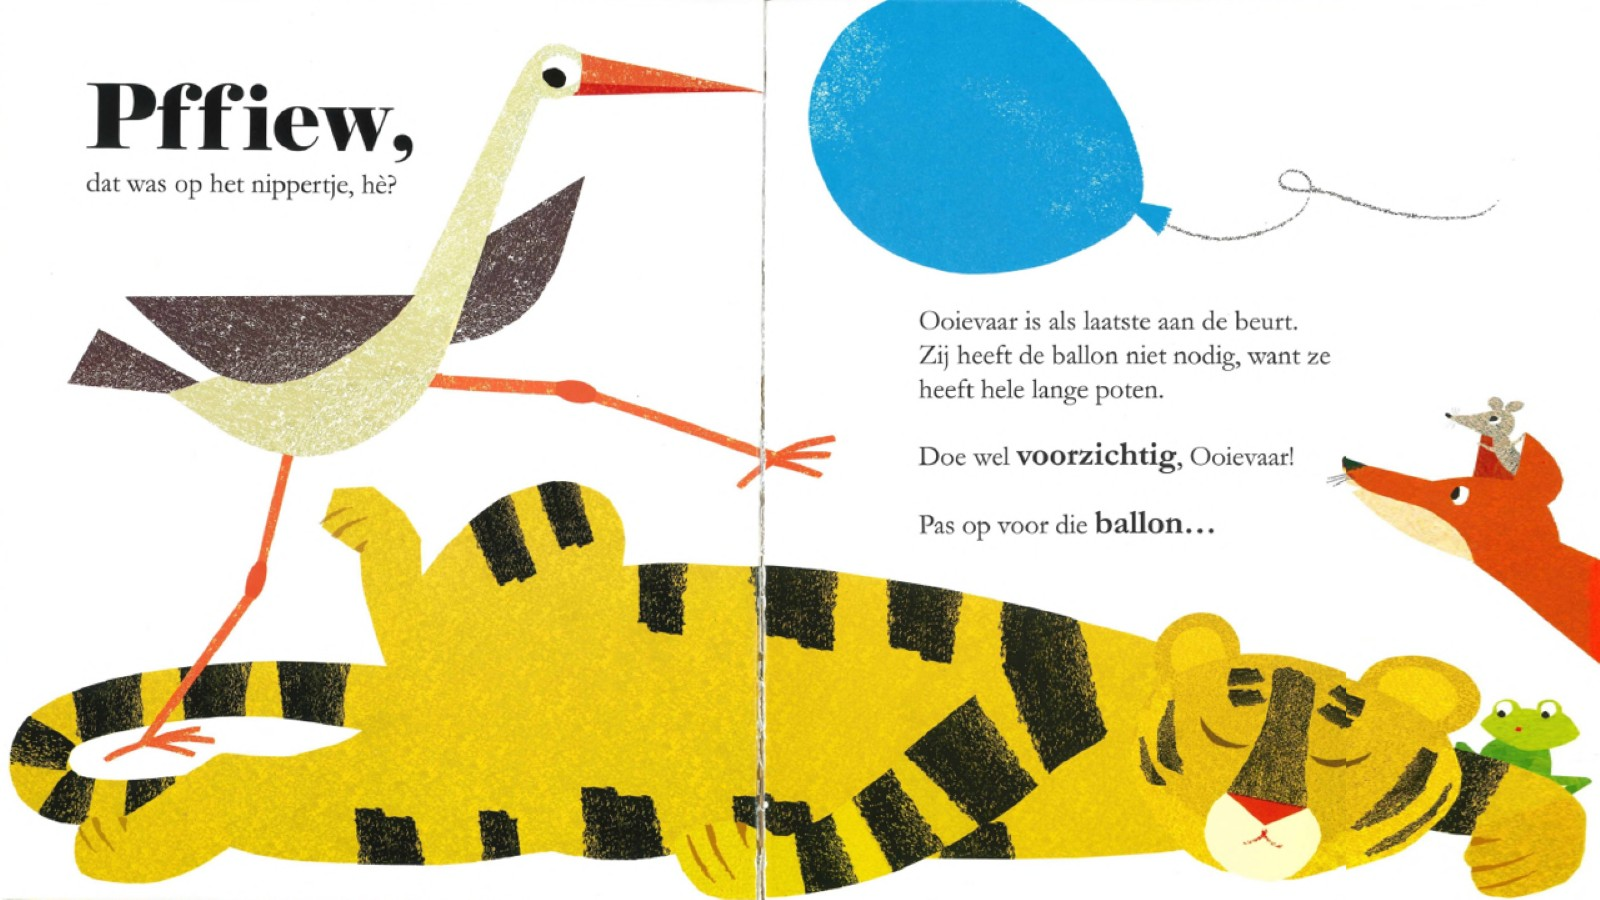 Pffiew,
dat was op het nippertje, hè?
Ooievaar is als laatste aan de beurt.
Zij heeft de ballon niet nodig, want ze
heeft hele lange poten.
Doe wel voorzichtig, Ooievaar!
Pas op voor die ballon...